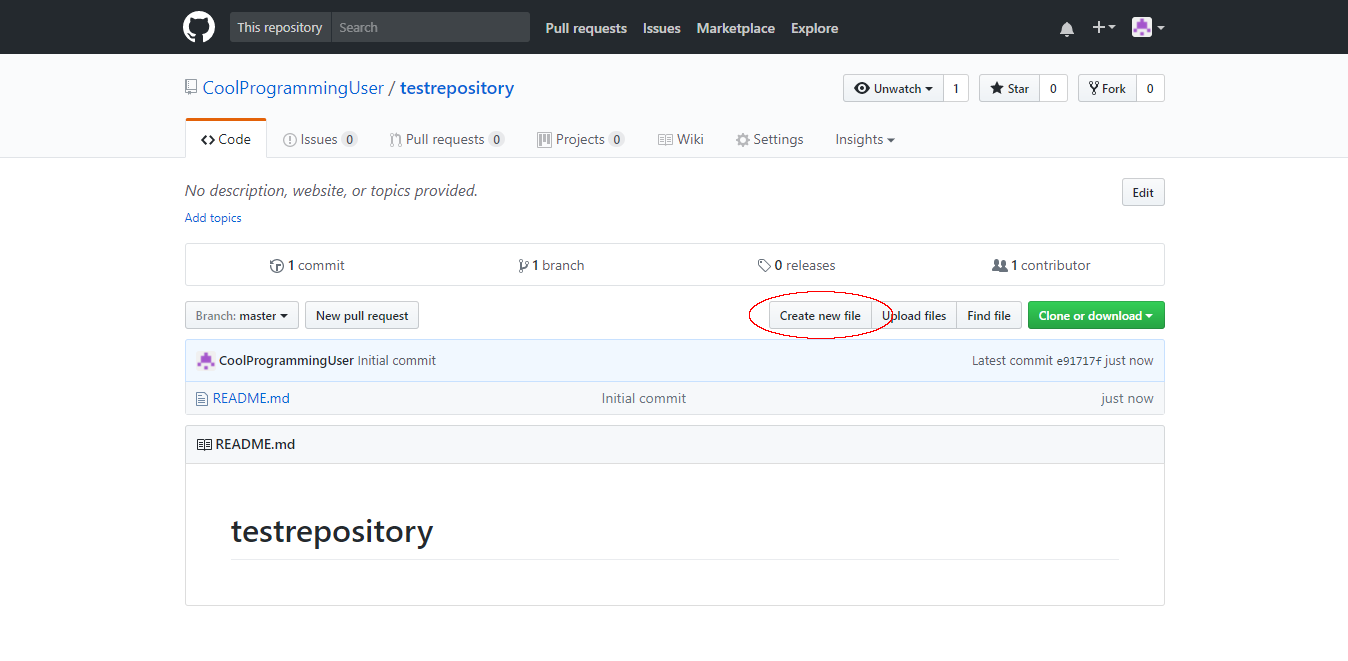 This repository Search Pull requests Issues Marketplace Explore
CoolProgrammingUser / testrepository Unwatch 1 Star 0 Fork 0
Code Issues 0 Pull requests 0 Projects 0 Wiki Settings Insights
No description, website, or topics provided. Edit
Add topics
1 commit 1 branch 0 releases 1 contributor
Branch: master New pull request Create new file Upload files Find file Clone or download
CoolProgrammingUser Initial commit Latest commit e91717f just now
README.md Initial commit just now
README.md
testrepository